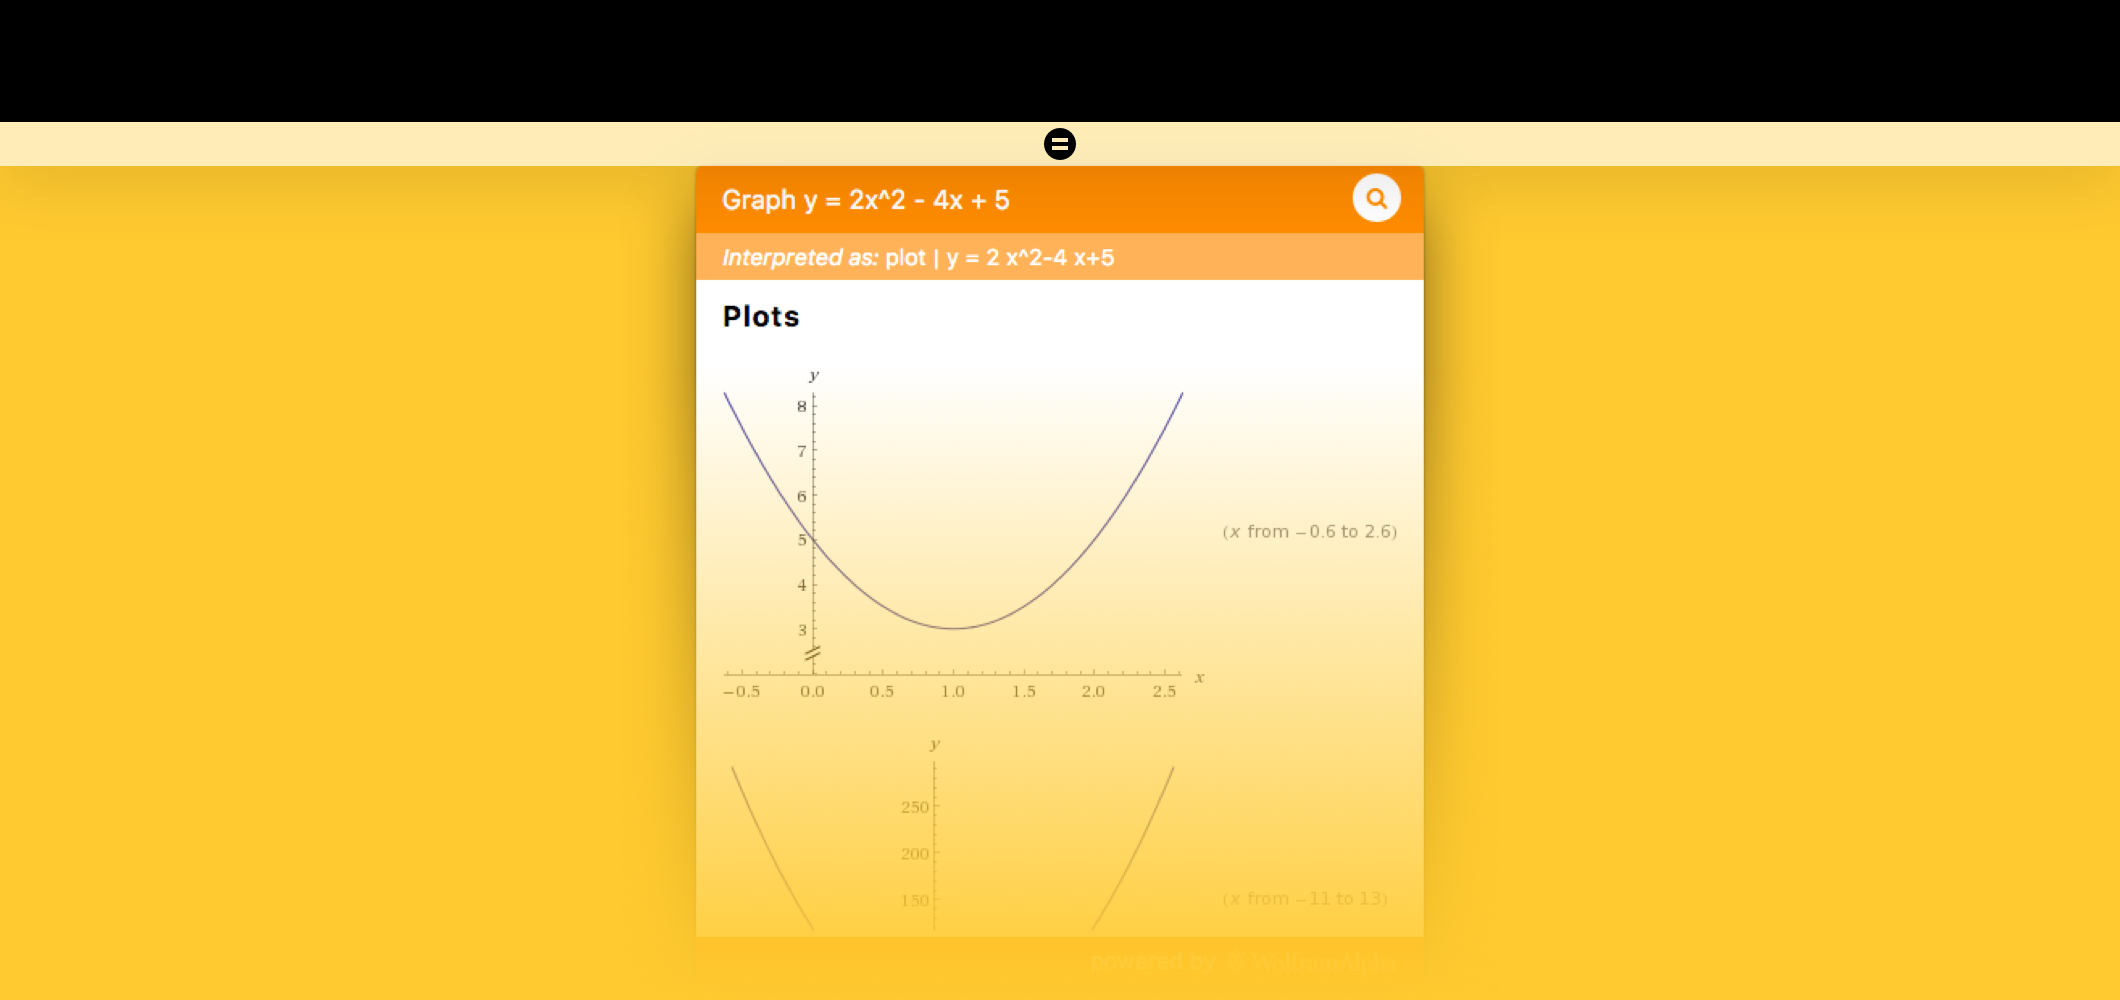 Graph y = 2x^2 - 4x + 5
Interpreted as: plot | y = 2 x^2-4 x+5
Plots
y
8
7
6
5
4
3
(x from −0.6 to 2.6)
−0.5 0.0 0.5 1.0 1.5 2.0 2.5 x
y
250
200
150
(x from −11 to 13)
powered by WolframAlpha